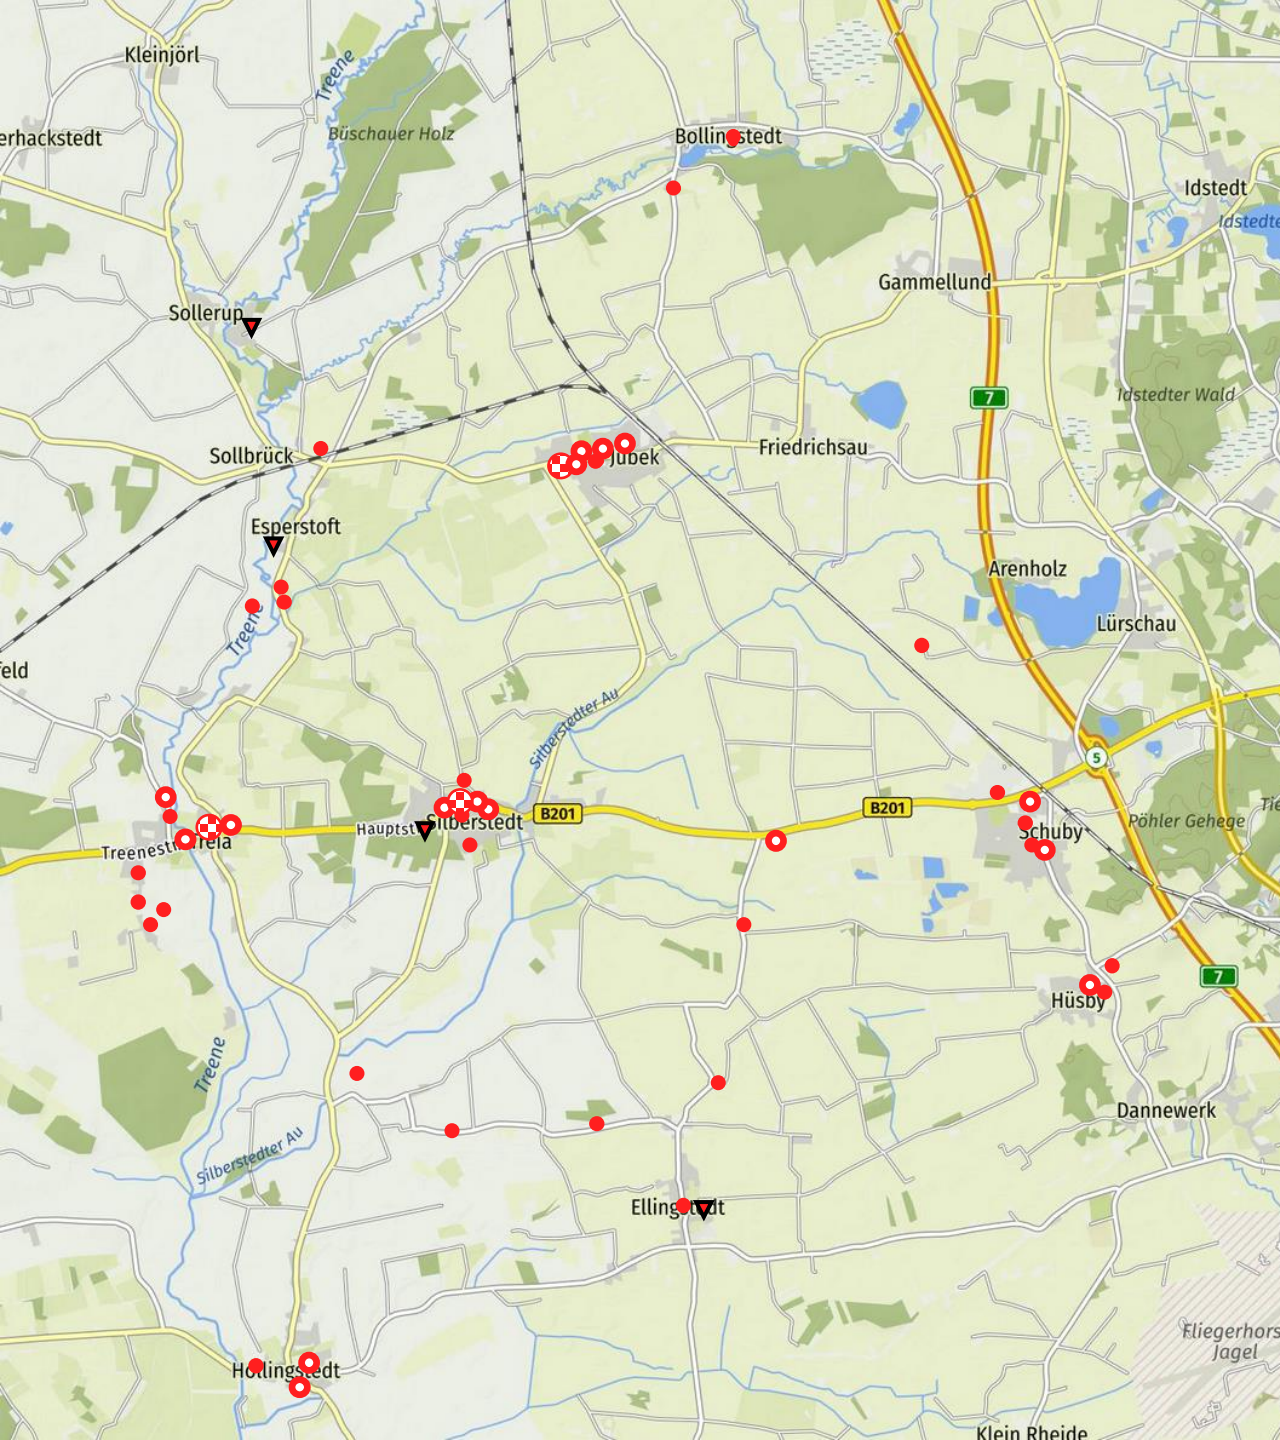 Kleinjörl
Treene
Büschauer Holz
erhackstedt
Bollingstedt
Idstedt
Idstedte
Gammellund
Sollerup
7
Idstedter Wald
Sollbrück
Jübek
Friedrichsau
Esperstoft
Arenholz
Treene
Lürschau
feld
Silberstedter Au
5
B201
B201
Hauptst
Silberstedt
Schuby
Pöhler Gehege
Tie
Treenest
Treia
7
Hüsby
Treene
Dannewerk
Silberstedter Au
Ellingstedt
Fliegerhors
Jagel
Hollingstedt
Klein Rheide